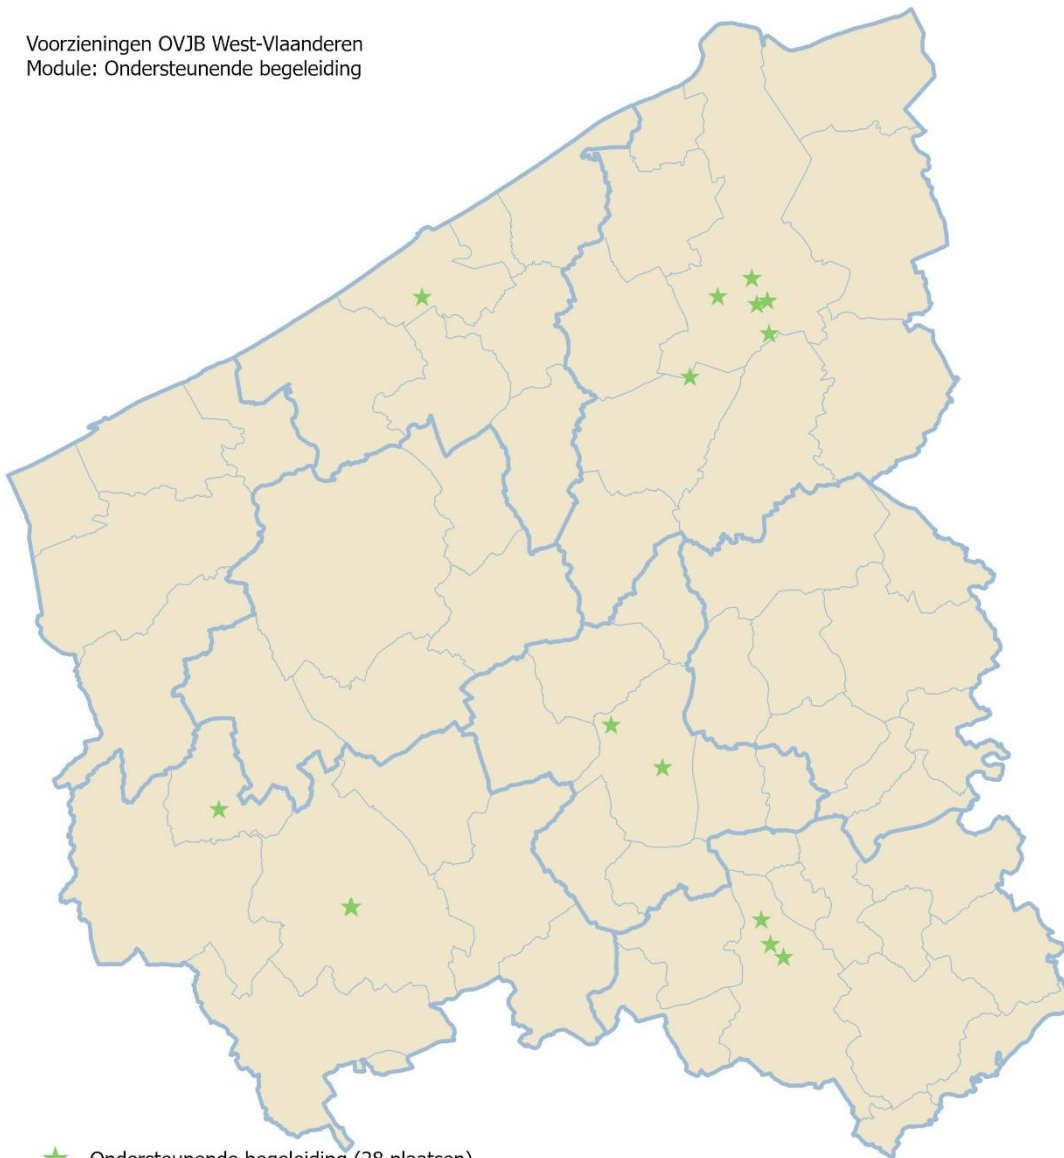 Voorzieningen OVJB West-Vlaanderen
Module: Ondersteunende begeleiding
Ondersteunende begeleiding (28 plaatsen)